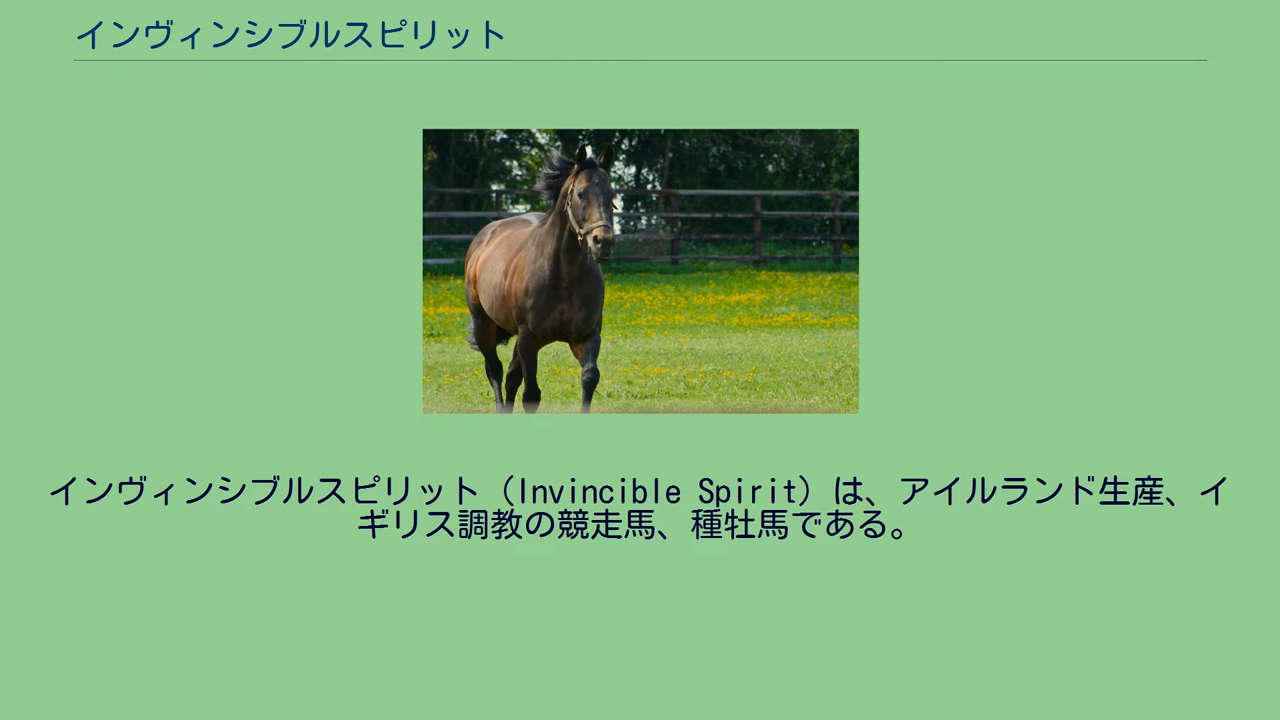 インヴィンシブルスピリット
インヴィンシブルスピリット（Invincible Spirit）は、アイルランド生産、イ
ギリス調教の競走馬、種牡馬である。